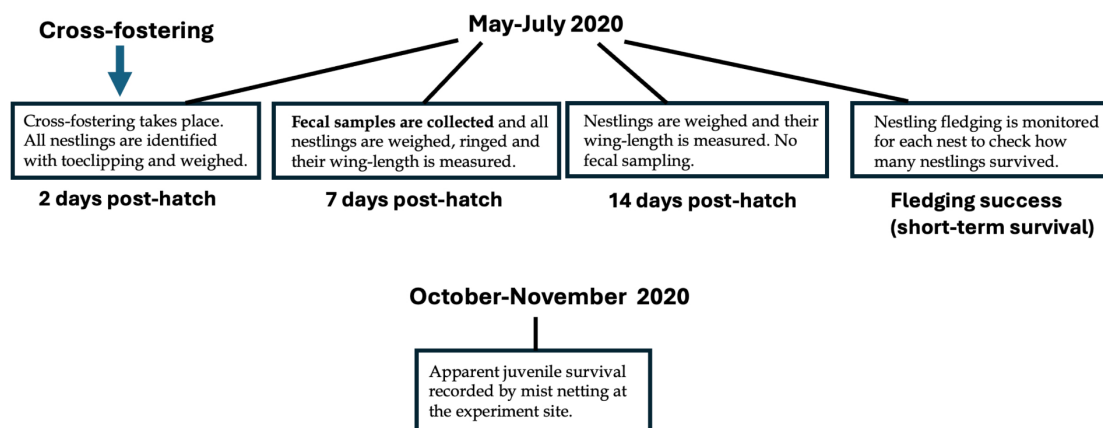 Cross-fostering
May-July 2020
Cross-fostering takes place.
All nestlings are identified
with toeclipping and weighed.
2 days post-hatch
Fecal samples are collected and all
nestlings are weighed, ringed and
their wing-length is measured.
7 days post-hatch
Nestlings are weighed and their
wing-length is measured. No
fecal sampling.
14 days post-hatch
Nestling fledging is monitored
for each nest to check how
many nestlings survived.
Fledging success
(short-term survival)
October-November 2020
Apparent juvenile survival
recorded by mist netting at
the experiment site.